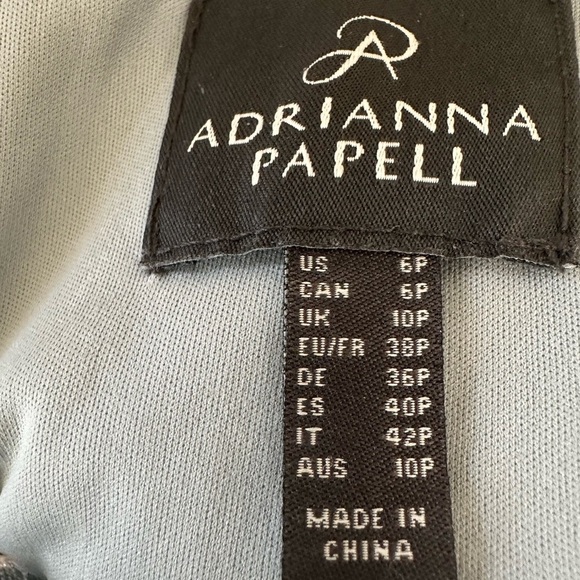 AP
ADRIANNA
PAPELL
US 6P
CAN 6P
UK 10P
EU/FR 38P
DE 36P
ES 40P
IT 42P
AUS 10P
MADE IN
CHINA